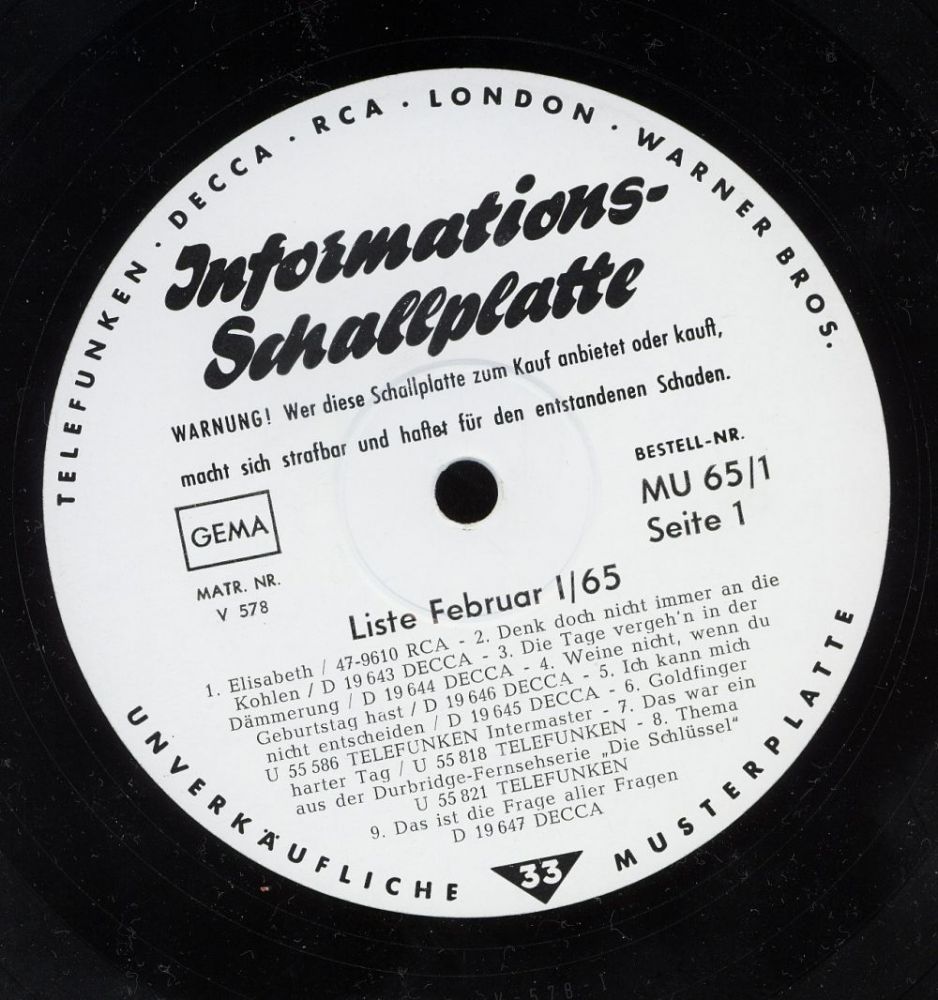 TELEFUNKEN · DECCA · RCA · LONDON · WARNER BROS.
Informations-
Schallplatte
WARNUNG! Wer diese Schallplatte zum Kauf anbietet oder kauft,
macht sich strafbar und haftet für den entstandenen Schaden.
BESTELL-NR.
MU 65/1
Seite 1
GEMA
MATR. NR.
V 578
Liste Februar I/65
1. Elisabeth / 47-9610 RCA - 2. Denk doch nicht immer an die
Kohlen / D 19 643 DECCA - 3. Die Tage vergeh'n in der
Dämmerung / D 19 644 DECCA - 4. Weine nicht, wenn du
Geburtstag hast / D 19 646 DECCA - 5. Ich kann mich
nicht entscheiden / D 19 645 DECCA - 6. Goldfinger
U 55 586 TELEFUNKEN Intermaster - 7. Das war ein
harter Tag / U 55 818 TELEFUNKEN - 8. Thema
aus der Durbridge-Fernsehserie „Die Schlüssel"
U 55 821 TELEFUNKEN
9. Das ist die Frage aller Fragen
D 19 647 DECCA
UNVERKÄUFLICHE 33 MUSTERPLATTE